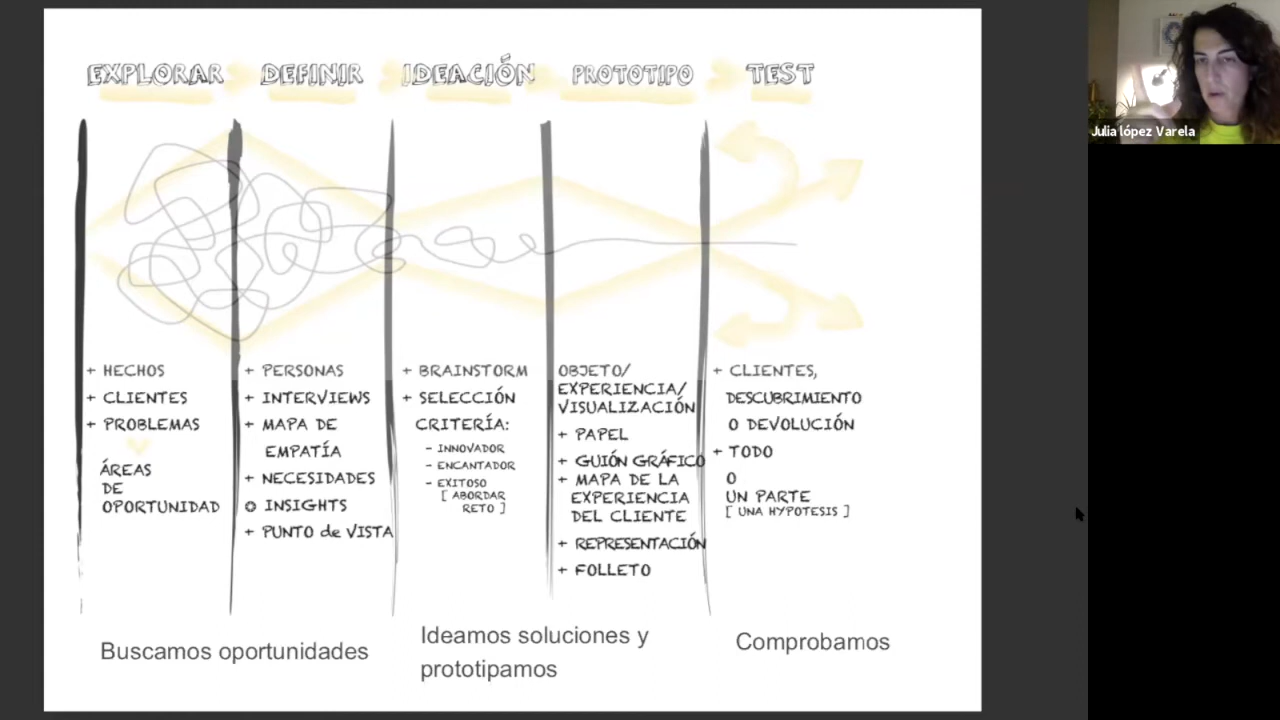 EXPLORAR
DEFINIR
IDEACIÓN
PROTOTIPO
TEST
+ HECHOS
+ CLIENTES
+ PROBLEMAS
ÁREAS
DE
OPORTUNIDAD
+ PERSONAS
+ INTERVIEWS
+ MAPA DE
EMPATÍA
+ NECESIDADES
o INSIGHTS
+ PUNTO de VISTA
+ BRAINSTORM
+ SELECCIÓN
CRITERÍA:
- INNOVADOR
- ENCANTADOR
- EXITOSO
[ ABORDAR
RETO ]
OBJETO/
EXPERIENCIA/
VISUALIZACIÓN
+ PAPEL
+ GUIÓN GRÁFICO
+ MAPA DE LA
EXPERIENCIA
DEL CLIENTE
+ REPRESENTACIÓN
+ FOLLETO
+ CLIENTES,
DESCUBRIMIENTO
O DEVOLUCIÓN
+ TODO
O
UN PARTE
[ UNA HYPOTESIS ]
Buscamos oportunidades
Ideamos soluciones y
prototipamos
Comprobamos
Julia lópez Varela